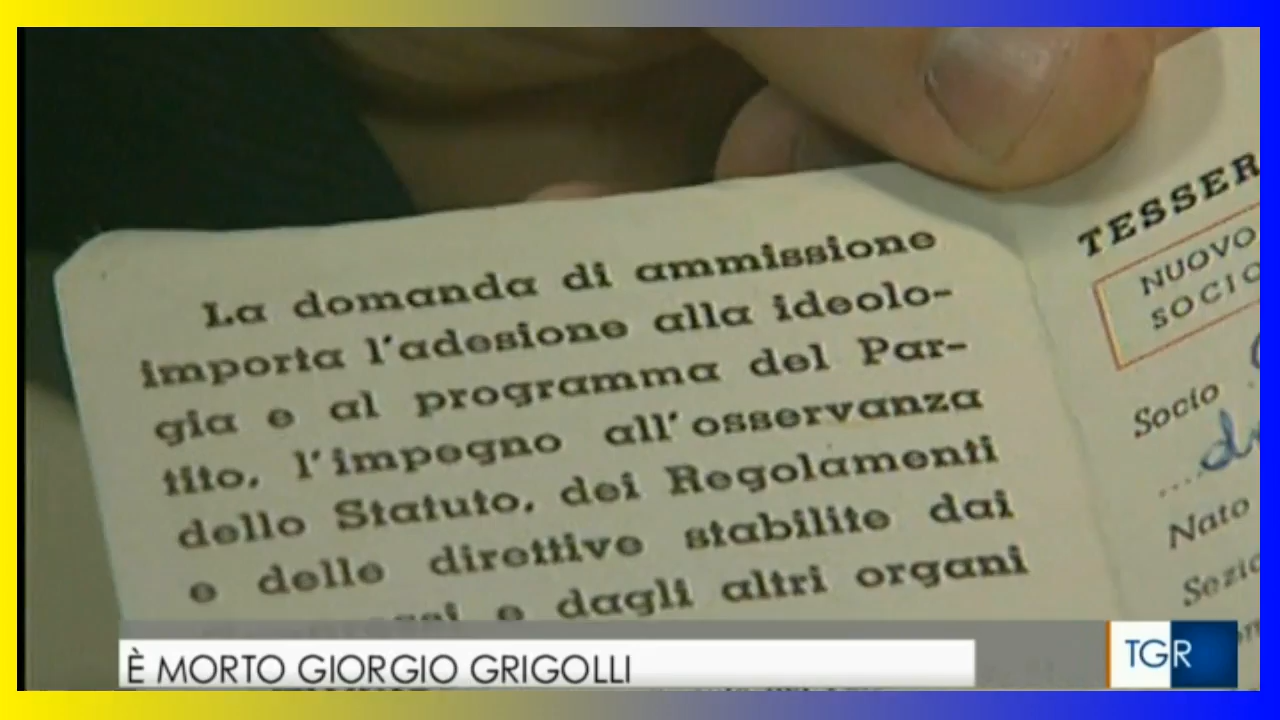 La domanda di ammissione
importa l'adesione alla ideolo-
gia e al programma del Par-
tito, l'impegno all'osservanza
dello Statuto, dei Regolamenti
e delle direttive stabilite dai
e dagli altri organi
TESSER
NUOVO
SOCIO
Socio
Nato
È MORTO GIORGIO GRIGOLLI
TGR